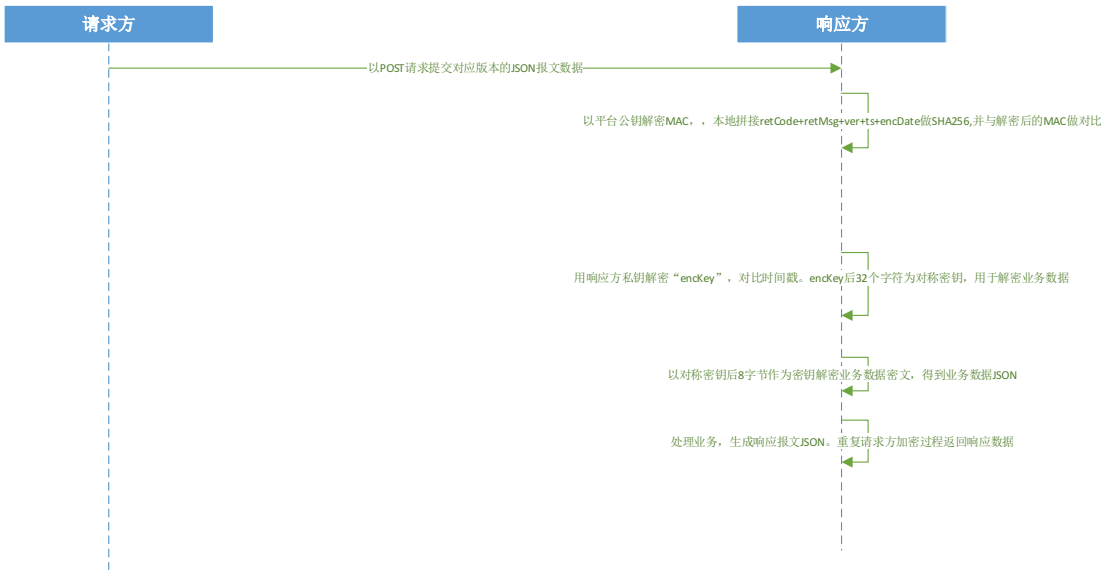 请求方
响应方
以POST请求提交对应版本的JSON报文数据
以平台公钥解密MAC，，本地拼接retCode+retMsg+ver+ts+encDate做SHA256,并与解密后的MAC做对比
用响应方私钥解密“encKey”，对比时间戳。encKey后32个字符为对称密钥，用于解密业务数据
以对称密钥后8字节作为密钥解密业务数据密文，得到业务数据JSON
处理业务，生成响应报文JSON。重复请求方加密过程返回响应数据